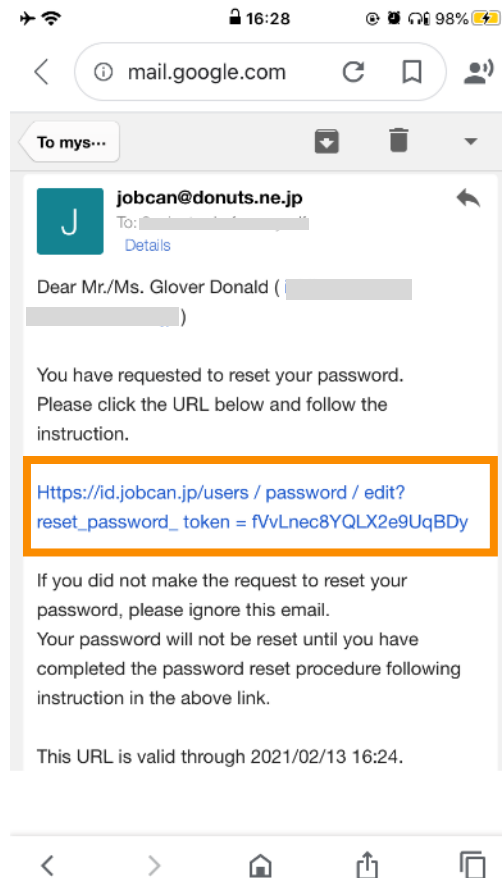 16:28
98%
mail.google.com
To mys...
J
jobcan@donuts.ne.jp
To:
Details
Dear Mr./Ms. Glover Donald (
)
You have requested to reset your password.
Please click the URL below and follow the
instruction.
Https://id.jobcan.jp/users / password / edit?
reset_password_ token = fVvLnec8YQLX2e9UqBDy
If you did not make the request to reset your
password, please ignore this email.
Your password will not be reset until you have
completed the password reset procedure following
instruction in the above link.
This URL is valid through 2021/02/13 16:24.